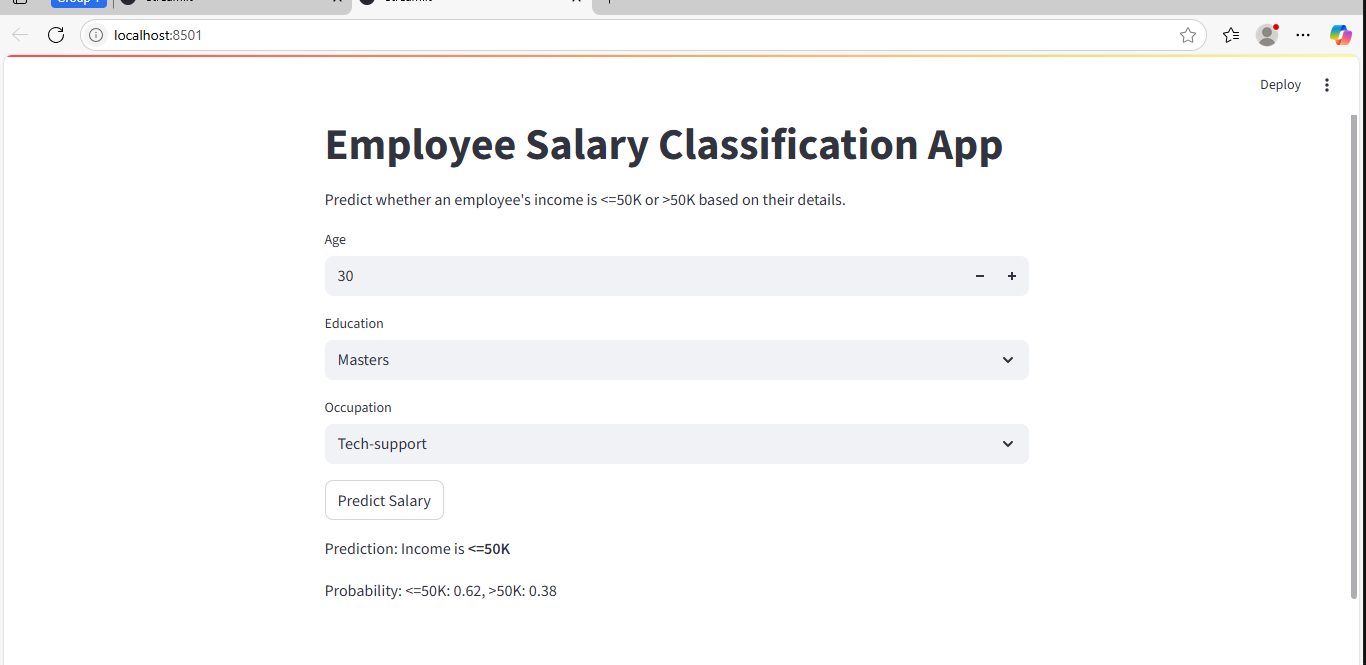 localhost:8501
Deploy
Employee Salary Classification App
Predict whether an employee's income is <=50K or >50K based on their details.
Age
30
Education
Masters
Occupation
Tech-support
Predict Salary
Prediction: Income is <=50K
Probability: <=50K: 0.62, >50K: 0.38